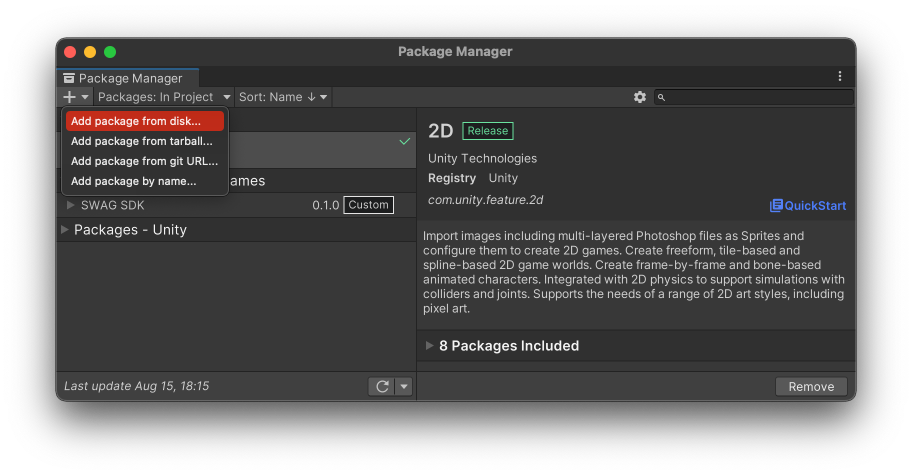 Package Manager
Package Manager
Packages: In Project
Sort: Name ↓
Add package from disk...
Add package from tarball...
Add package from git URL...
Add package by name...
ames
SWAG SDK
0.1.0
Custom
Packages - Unity
Last update Aug 15, 18:15
2D
Release
Unity Technologies
Registry Unity
com.unity.feature.2d
QuickStart
Import images including multi-layered Photoshop files as Sprites and
configure them to create 2D games. Create freeform, tile-based and
spline-based 2D game worlds. Create frame-by-frame and bone-based
animated characters. Integrated with 2D physics to support simulations with
colliders and joints. Supports the needs of a range of 2D art styles, including
pixel art.
8 Packages Included
Remove